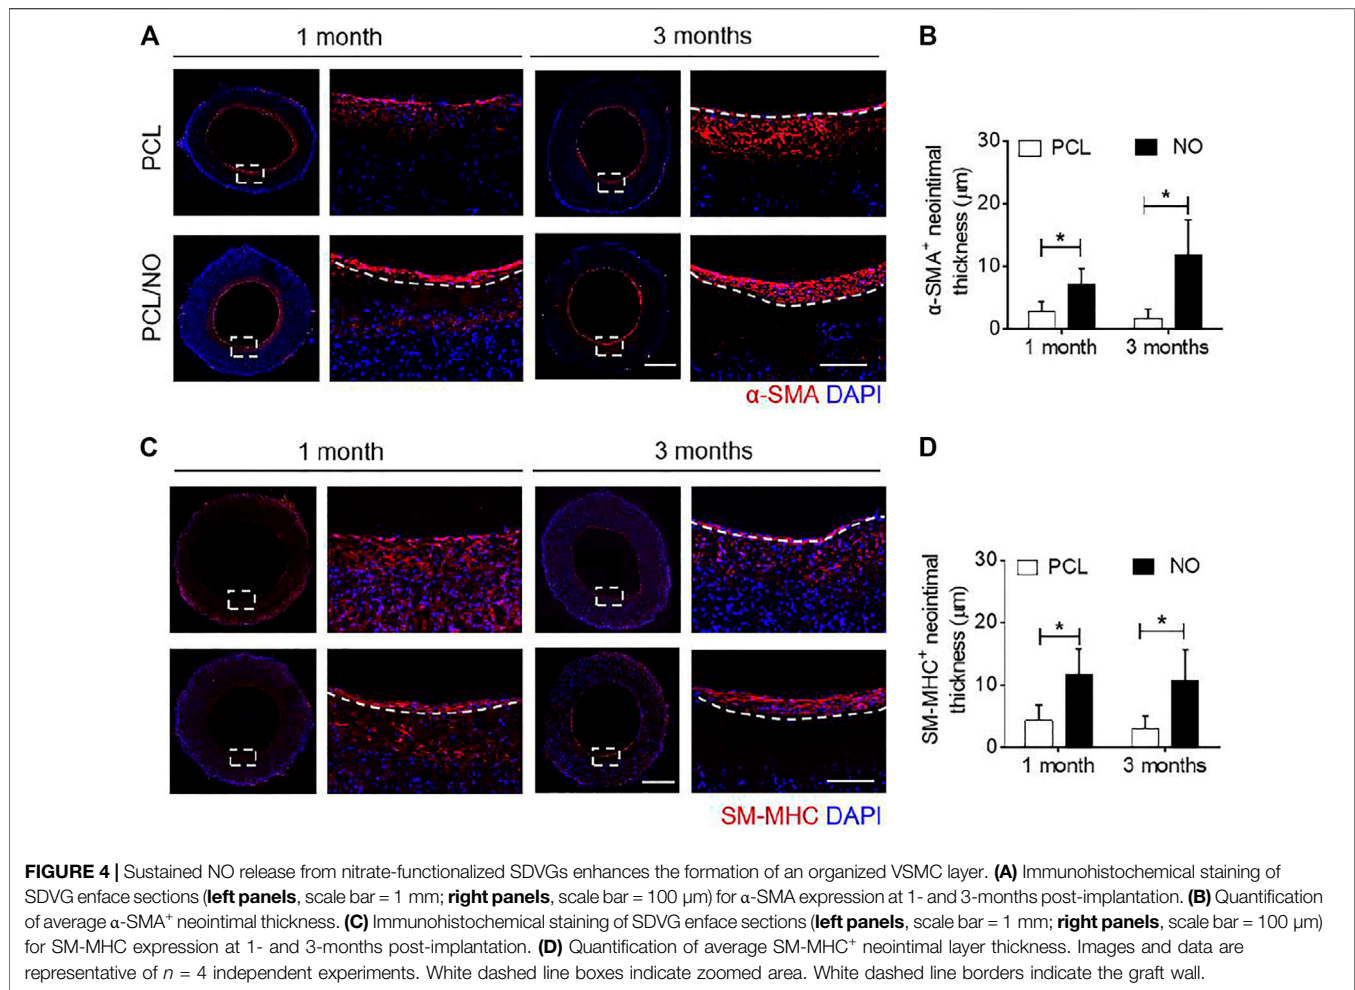 A
1 month
3 months
PCL
PCL/NO
α-SMA DAPI
B
30
20
10
0
α-SMA⁺ neointimal
thickness (µm)
PCL
NO
*
*
1 month
3 months
C
1 month
3 months
SM-MHC DAPI
D
30
20
10
0
SM-MHC⁺ neointimal
thickness (µm)
PCL
NO
*
*
1 month
3 months
FIGURE 4 | Sustained NO release from nitrate-functionalized SDVGs enhances the formation of an organized VSMC layer. (A) Immunohistochemical staining of
SDVG enface sections (left panels, scale bar = 1 mm; right panels, scale bar = 100 µm) for α-SMA expression at 1- and 3-months post-implantation. (B) Quantification
of average α-SMA⁺ neointimal thickness. (C) Immunohistochemical staining of SDVG enface sections (left panels, scale bar = 1 mm; right panels, scale bar = 100 µm)
for SM-MHC expression at 1- and 3-months post-implantation. (D) Quantification of average SM-MHC⁺ neointimal layer thickness. Images and data are
representative of n = 4 independent experiments. White dashed line boxes indicate zoomed area. White dashed line borders indicate the graft wall.